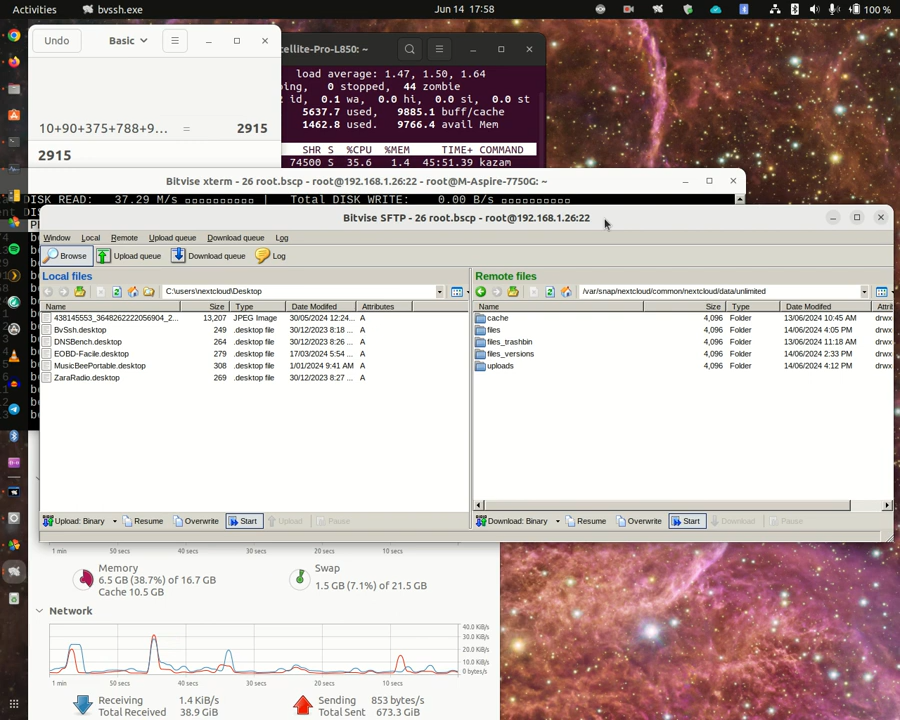 Activities
bvssh.exe
Jun 14 17:58
100 %
Undo
Basic
10+90+375+788+9...
=
2915
2915
tellite-Pro-L850: ~
load average: 1.47, 1.50, 1.64
ing, 0 stopped, 44 zombie
id, 0.1 wa, 0.0 hi, 0.0 si, 0.0 st
5637.7 used, 9885.1 buff/cache
1462.8 used. 9766.4 avail Mem
SHR S %CPU %MEM TIME+ COMMAND
74500 S 35.6 1.4 45:51.39 kazam
Bitvise xterm - 26 root.bscp - root@192.168.1.26:22 - root@M-Aspire-7750G: ~
DISK READ: 37.29 M/s
| Total DISK WRITE: 0.00 B/s
Bitvise SFTP - 26 root.bscp - root@192.168.1.26:22
Window Local Remote Upload queue Download queue Log
Browse Upload queue Download queue Log
Local files
C:\users\nextcloud\Desktop
Name Size Type Date Modifed Attributes
438145553_3648262222056904_2... 13,207 JPEG Image 30/05/2024 12:24... A
BvSsh.desktop 249 .desktop file 30/12/2023 8:18 ... A
DNSBench.desktop 264 .desktop file 30/12/2023 8:26 ... A
EOBD-Facile.desktop 279 .desktop file 17/03/2024 5:54 ... A
MusicBeePortable.desktop 308 .desktop file 1/01/2024 9:41 AM A
ZaraRadio.desktop 269 .desktop file 30/12/2023 8:27 ... A
Upload: Binary Resume Overwrite Start Upload Pause
Remote files
/var/snap/nextcloud/common/nextcloud/data/unlimited
Name Size Type Date Modifed Attrib
cache 4,096 Folder 13/06/2024 10:45 AM drwx
files 4,096 Folder 14/06/2024 4:05 PM drwx
files_trashbin 4,096 Folder 13/06/2024 11:18 AM drwx
files_versions 4,096 Folder 14/06/2024 2:33 PM drwx
uploads 4,096 Folder 14/06/2024 4:12 PM drwx
Download: Binary Resume Overwrite Start Download Pause
1 min 50 secs 40 secs 30 secs 20 secs 10 secs
Memory
6.5 GB (38.7%) of 16.7 GB
Cache 10.5 GB
Swap
1.5 GB (7.1%) of 21.5 GB
Network
40.0 KiB/s
20.0 KiB/s
10.0 KiB/s
0 bytes/s
1 min 50 secs 40 secs 30 secs 20 secs 10 secs
Receiving 1.4 KiB/s
Total Received 38.9 GiB
Sending 853 bytes/s
Total Sent 673.3 GiB